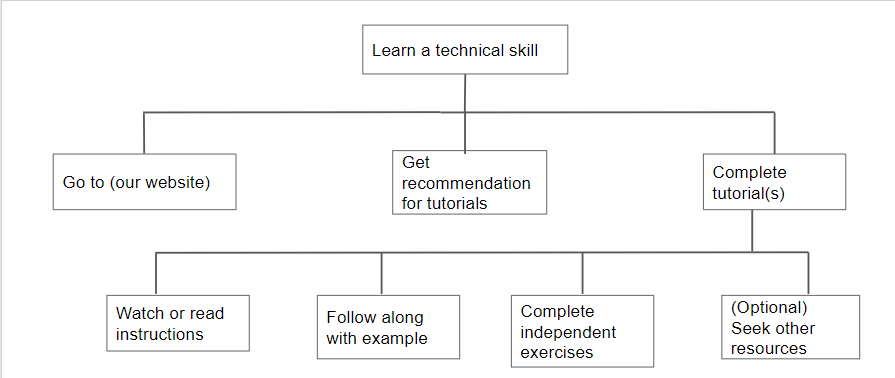 Learn a technical skill
Go to (our website)
Get
recommendation
for tutorials
Complete
tutorial(s)
Watch or read
instructions
Follow along
with example
Complete
independent
exercises
(Optional)
Seek other
resources